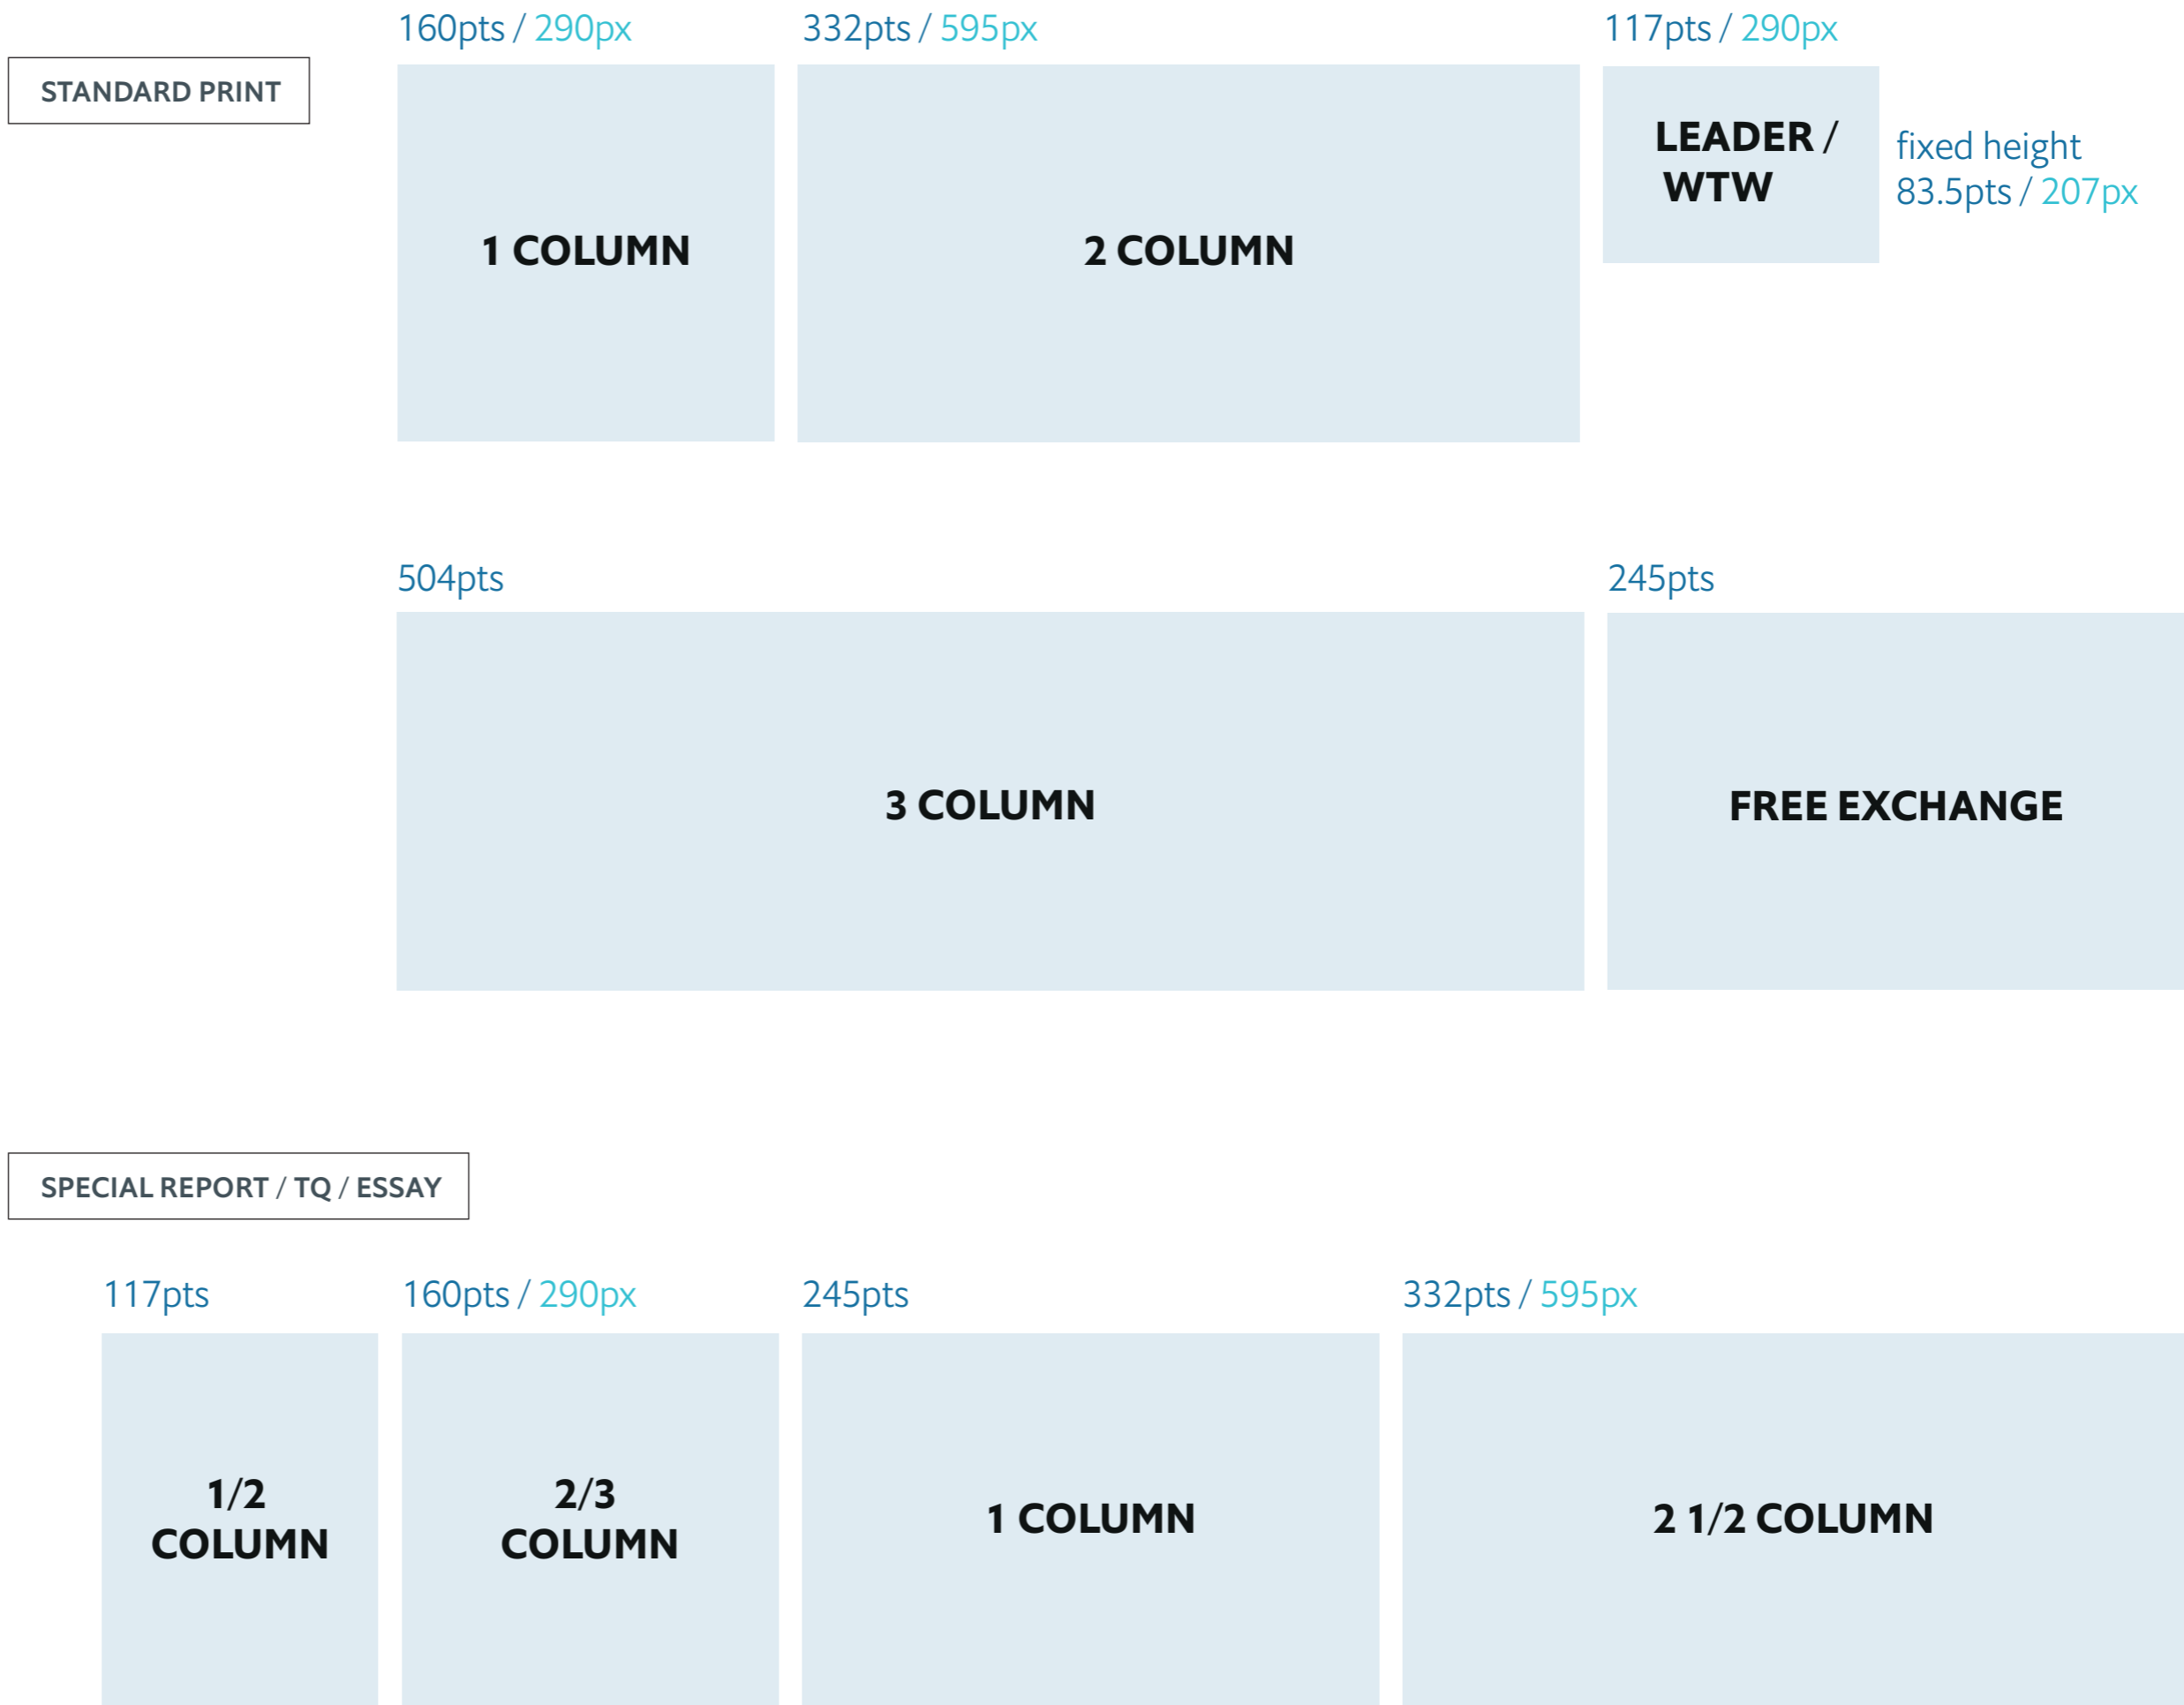 160pts / 290px
332pts / 595px
117pts / 290px
STANDARD PRINT
LEADER /
WTW
fixed height
83.5pts / 207px
1 COLUMN
2 COLUMN
504pts
245pts
3 COLUMN
FREE EXCHANGE
SPECIAL REPORT / TQ / ESSAY
117pts
160pts / 290px
245pts
332pts / 595px
1/2
COLUMN
2/3
COLUMN
1 COLUMN
2 1/2 COLUMN